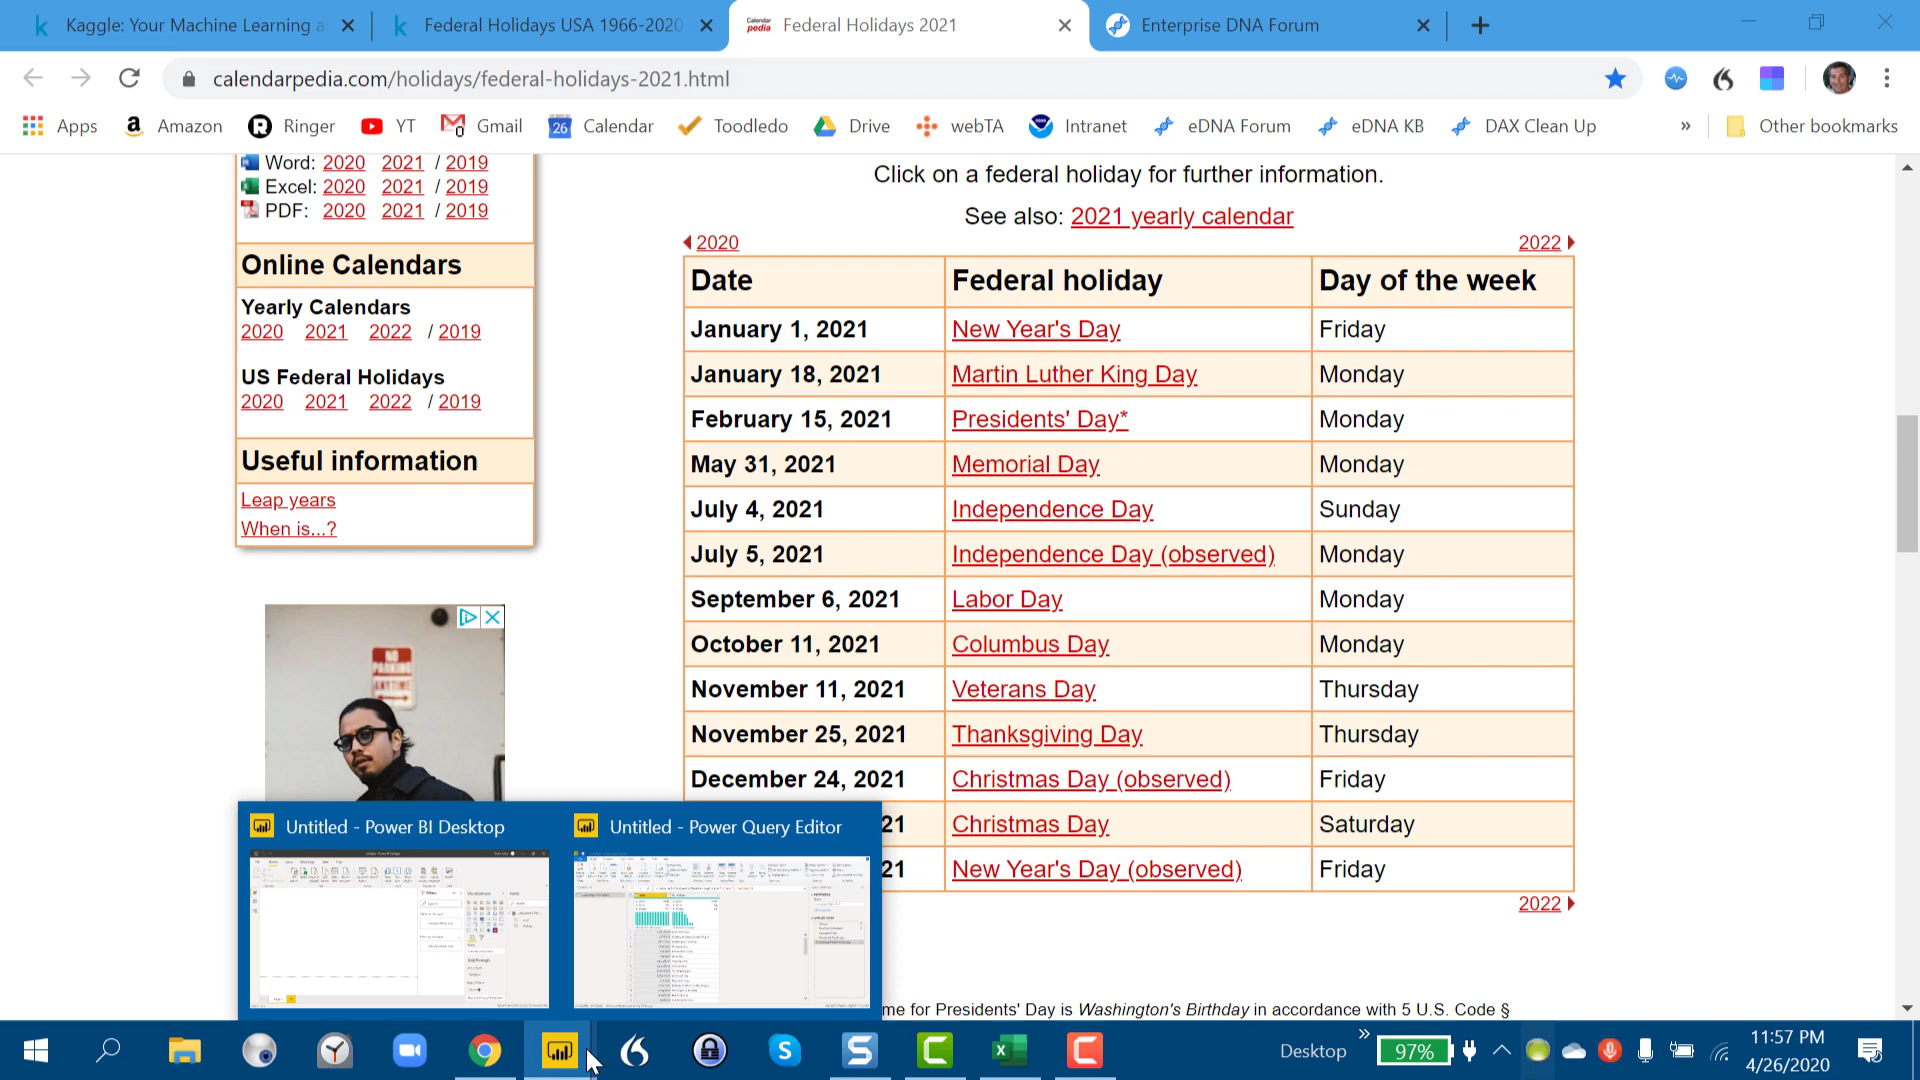 Kaggle: Your Machine Learning a
Federal Holidays USA 1966-2020
Calendar
pedia
Federal Holidays 2021
Enterprise DNA Forum
calendarpedia.com/holidays/federal-holidays-2021.html
Apps
Amazon
Ringer
YT
Gmail
26
Calendar
Toodledo
Drive
webTA
Intranet
eDNA Forum
eDNA KB
DAX Clean Up
»
Other bookmarks
Word: 2020 2021 / 2019
Excel: 2020 2021 / 2019
PDF: 2020 2021 / 2019
Online Calendars
Yearly Calendars
2020 2021 2022 / 2019
US Federal Holidays
2020 2021 2022 / 2019
Useful information
Leap years
When is...?
NO
PARKING
ANYTIME
Click on a federal holiday for further information.
See also: 2021 yearly calendar
2020
2022
Date Federal holiday Day of the week
January 1, 2021 New Year's Day Friday
January 18, 2021 Martin Luther King Day Monday
February 15, 2021 Presidents' Day* Monday
May 31, 2021 Memorial Day Monday
July 4, 2021 Independence Day Sunday
July 5, 2021 Independence Day (observed) Monday
September 6, 2021 Labor Day Monday
October 11, 2021 Columbus Day Monday
November 11, 2021 Veterans Day Thursday
November 25, 2021 Thanksgiving Day Thursday
December 24, 2021 Christmas Day (observed) Friday
21 Christmas Day Saturday
21 New Year's Day (observed) Friday
2022
me for Presidents' Day is Washington's Birthday in accordance with 5 U.S. Code §
Untitled - Power BI Desktop
Untitled - Power Query Editor
Desktop
»
97%
11:57 PM
4/26/2020